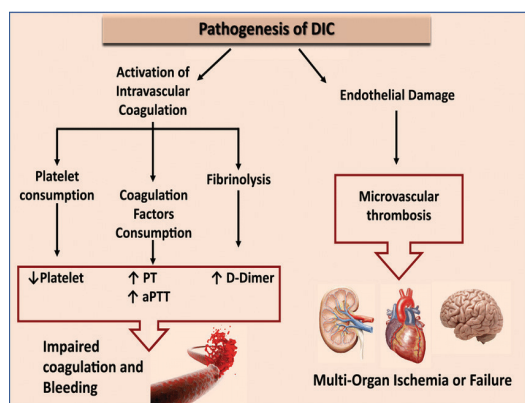 Pathogenesis of DIC
Activation of
Intravascular
Coagulation
Endothelial Damage
Platelet
consumption
Coagulation
Factors
Consumption
Fibrinolysis
Microvascular
thrombosis
↓Platelet
↑ PT
↑ aPTT
↑ D-Dimer
Impaired
coagulation and
Bleeding
Multi-Organ Ischemia or Failure